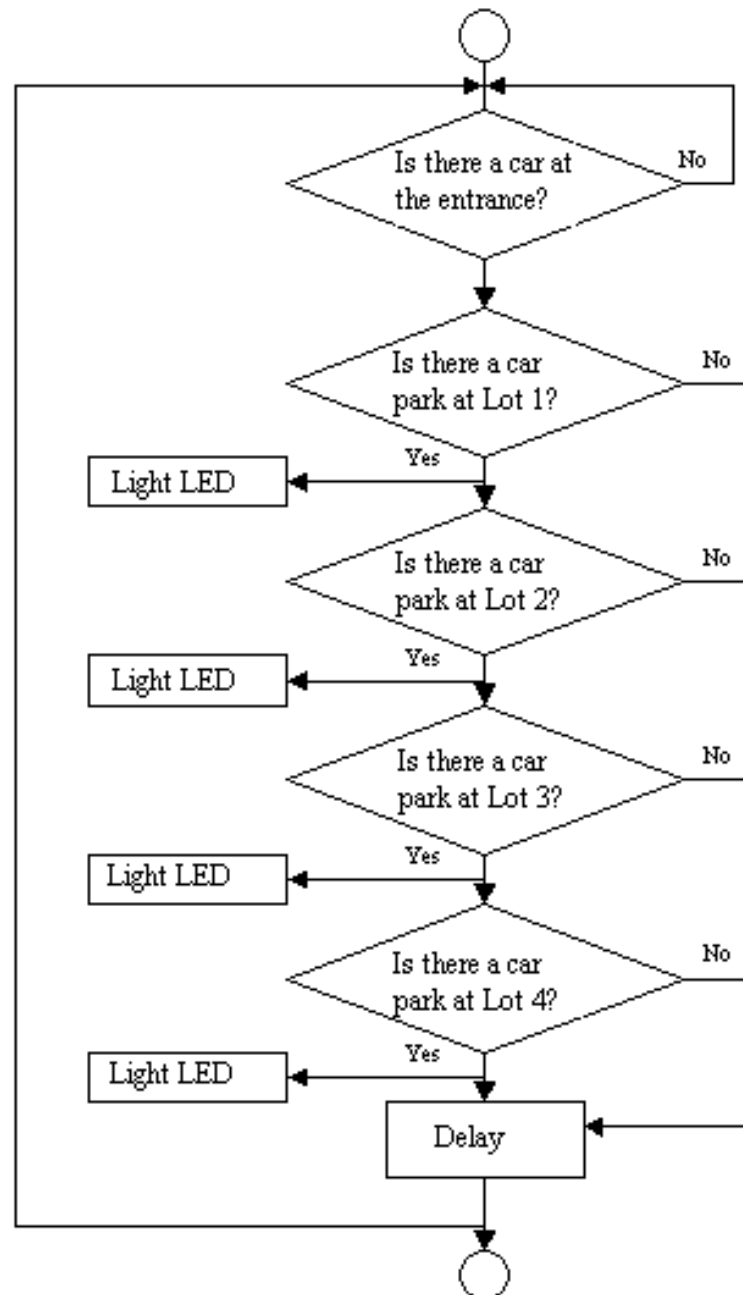 Is there a car at
the entrance?
No
Is there a car
park at Lot 1?
No
Yes
Light LED
Is there a car
park at Lot 2?
No
Yes
Light LED
Is there a car
park at Lot 3?
No
Yes
Light LED
Is there a car
park at Lot 4?
No
Yes
Light LED
Delay